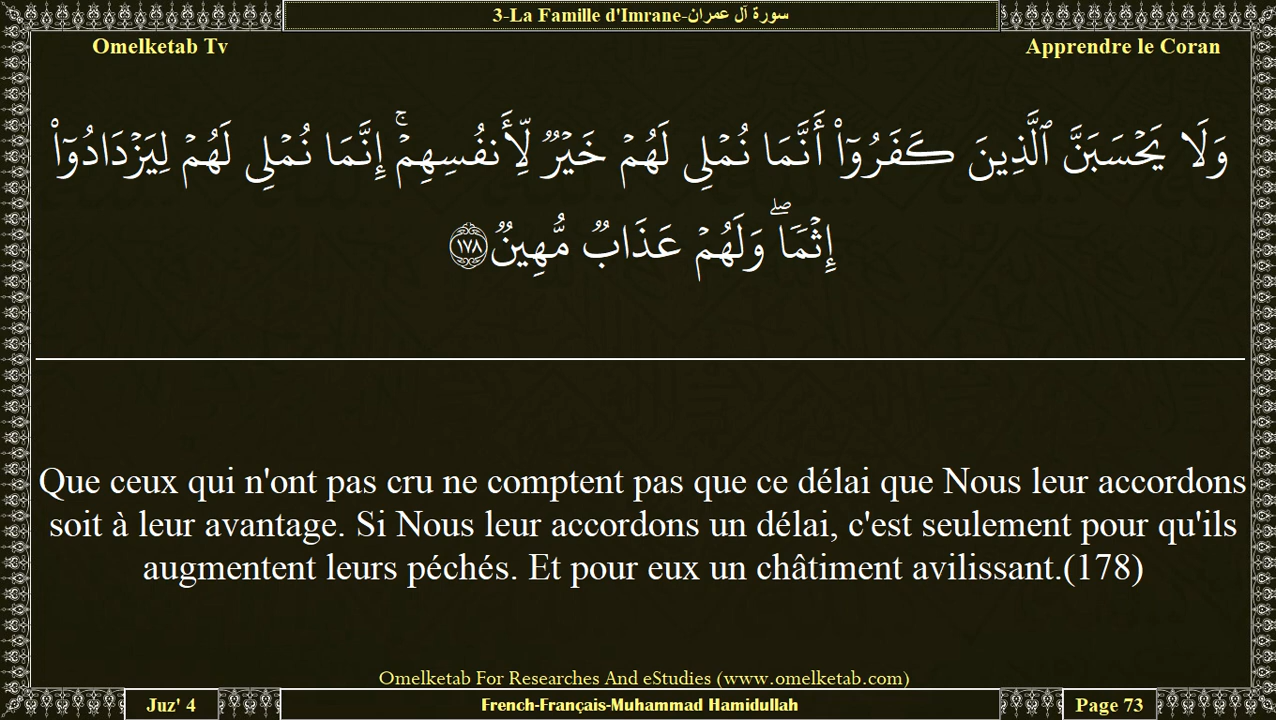 3-La Famille d'Imrane-سورة آل عمران
Omelketab Tv
Apprendre le Coran
وَلَا يَحْسَبَنَّ ٱلَّذِينَ كَفَرُوٓا۟ أَنَّمَا نُمْلِى لَهُمْ خَيْرٌ لِّأَنفُسِهِمْ ۚ إِنَّمَا نُمْلِى لَهُمْ لِيَزْدَادُوٓا۟
إِثْمًا ۖ وَلَهُمْ عَذَابٌ مُّهِينٌ ١٧٨
Que ceux qui n'ont pas cru ne comptent pas que ce délai que Nous leur accordons
soit à leur avantage. Si Nous leur accordons un délai, c'est seulement pour qu'ils
augmentent leurs péchés. Et pour eux un châtiment avilissant.(178)
Omelketab For Researches And eStudies (www.omelketab.com)
Juz' 4
French-Français-Muhammad Hamidullah
Page 73